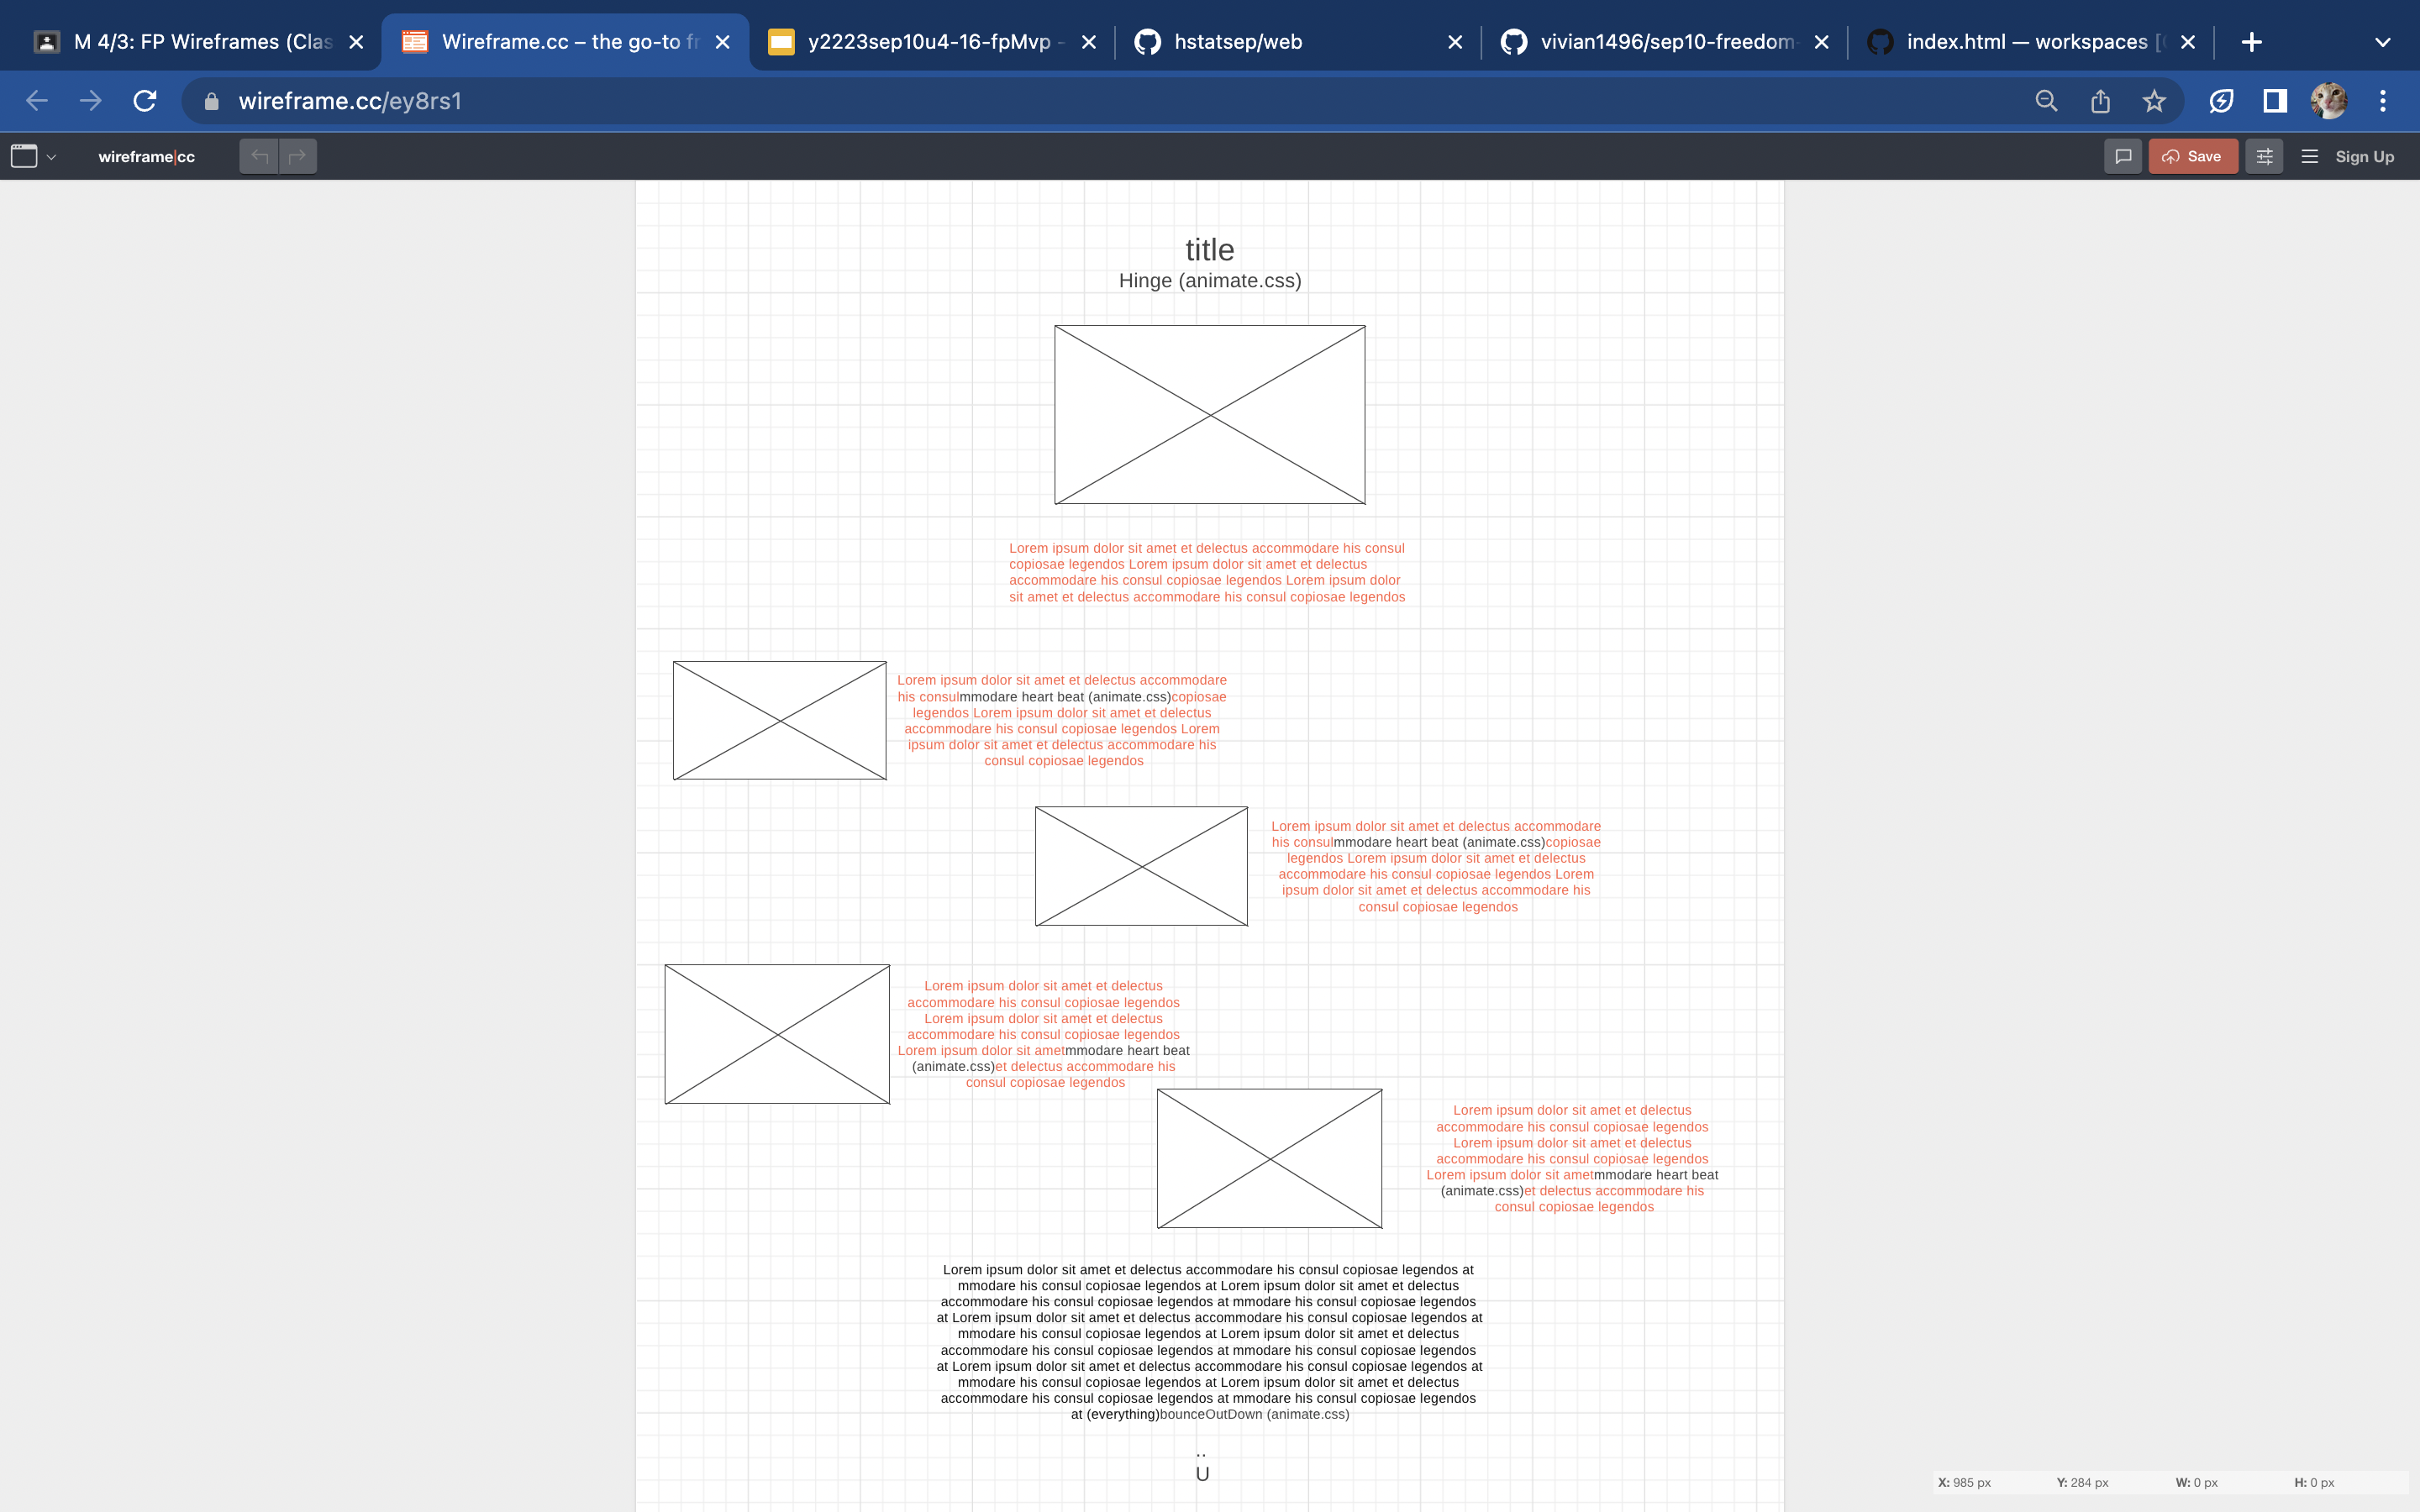 M 4/3: FP Wireframes (Clas
Wireframe.cc – the go-to fr
y2223sep10u4-16-fpMvp -
hstatsep/web
vivian1496/sep10-freedom-
index.html — workspaces [
wireframe.cc/ey8rs1
wireframe|cc
Save
Sign Up
title
Hinge (animate.css)
Lorem ipsum dolor sit amet et delectus accommodare his consul
copiosae legendos Lorem ipsum dolor sit amet et delectus
accommodare his consul copiosae legendos Lorem ipsum dolor
sit amet et delectus accommodare his consul copiosae legendos
Lorem ipsum dolor sit amet et delectus accommodare
his consulmmodare heart beat (animate.css)copiosae
legendos Lorem ipsum dolor sit amet et delectus
accommodare his consul copiosae legendos Lorem
ipsum dolor sit amet et delectus accommodare his
consul copiosae legendos
Lorem ipsum dolor sit amet et delectus accommodare
his consulmmodare heart beat (animate.css)copiosae
legendos Lorem ipsum dolor sit amet et delectus
accommodare his consul copiosae legendos Lorem
ipsum dolor sit amet et delectus accommodare his
consul copiosae legendos
Lorem ipsum dolor sit amet et delectus
accommodare his consul copiosae legendos
Lorem ipsum dolor sit amet et delectus
accommodare his consul copiosae legendos
Lorem ipsum dolor sit ametmmodare heart beat
(animate.css)et delectus accommodare his
consul copiosae legendos
Lorem ipsum dolor sit amet et delectus
accommodare his consul copiosae legendos
Lorem ipsum dolor sit amet et delectus
accommodare his consul copiosae legendos
Lorem ipsum dolor sit ametmmodare heart beat
(animate.css)et delectus accommodare his
consul copiosae legendos
Lorem ipsum dolor sit amet et delectus accommodare his consul copiosae legendos at
mmodare his consul copiosae legendos at Lorem ipsum dolor sit amet et delectus
accommodare his consul copiosae legendos at mmodare his consul copiosae legendos
at Lorem ipsum dolor sit amet et delectus accommodare his consul copiosae legendos at
mmodare his consul copiosae legendos at Lorem ipsum dolor sit amet et delectus
accommodare his consul copiosae legendos at mmodare his consul copiosae legendos
at Lorem ipsum dolor sit amet et delectus accommodare his consul copiosae legendos at
mmodare his consul copiosae legendos at Lorem ipsum dolor sit amet et delectus
accommodare his consul copiosae legendos at mmodare his consul copiosae legendos
at (everything)bounceOutDown (animate.css)
..
U
X: 985 px Y: 284 px W: 0 px H: 0 px